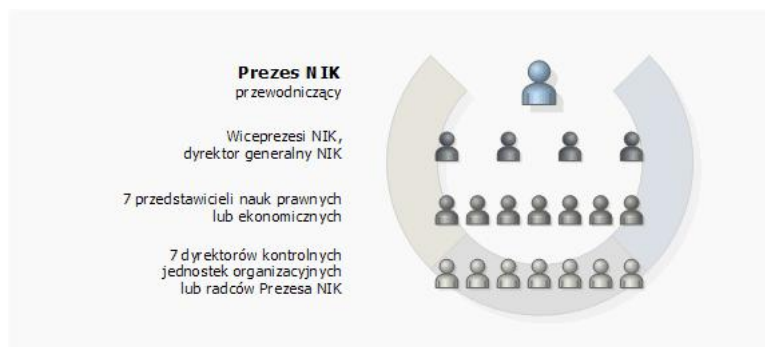 Prezes NIK
przewodniczący
Wiceprezesi NIK,
dyrektor generalny NIK
7 przedstawicieli nauk prawnych
lub ekonomicznych
7 dyrektorów kontrolnych
jednostek organizacyjnych
lub radców Prezesa NIK